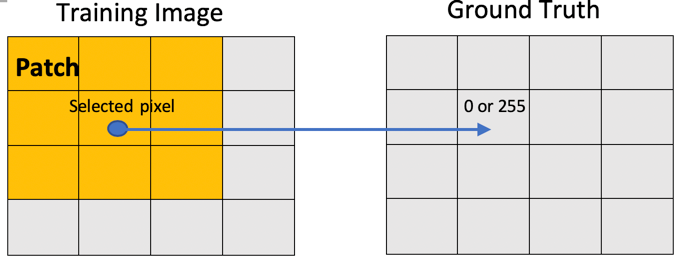 Training Image
Ground Truth
Patch
Selected pixel
0 or 255